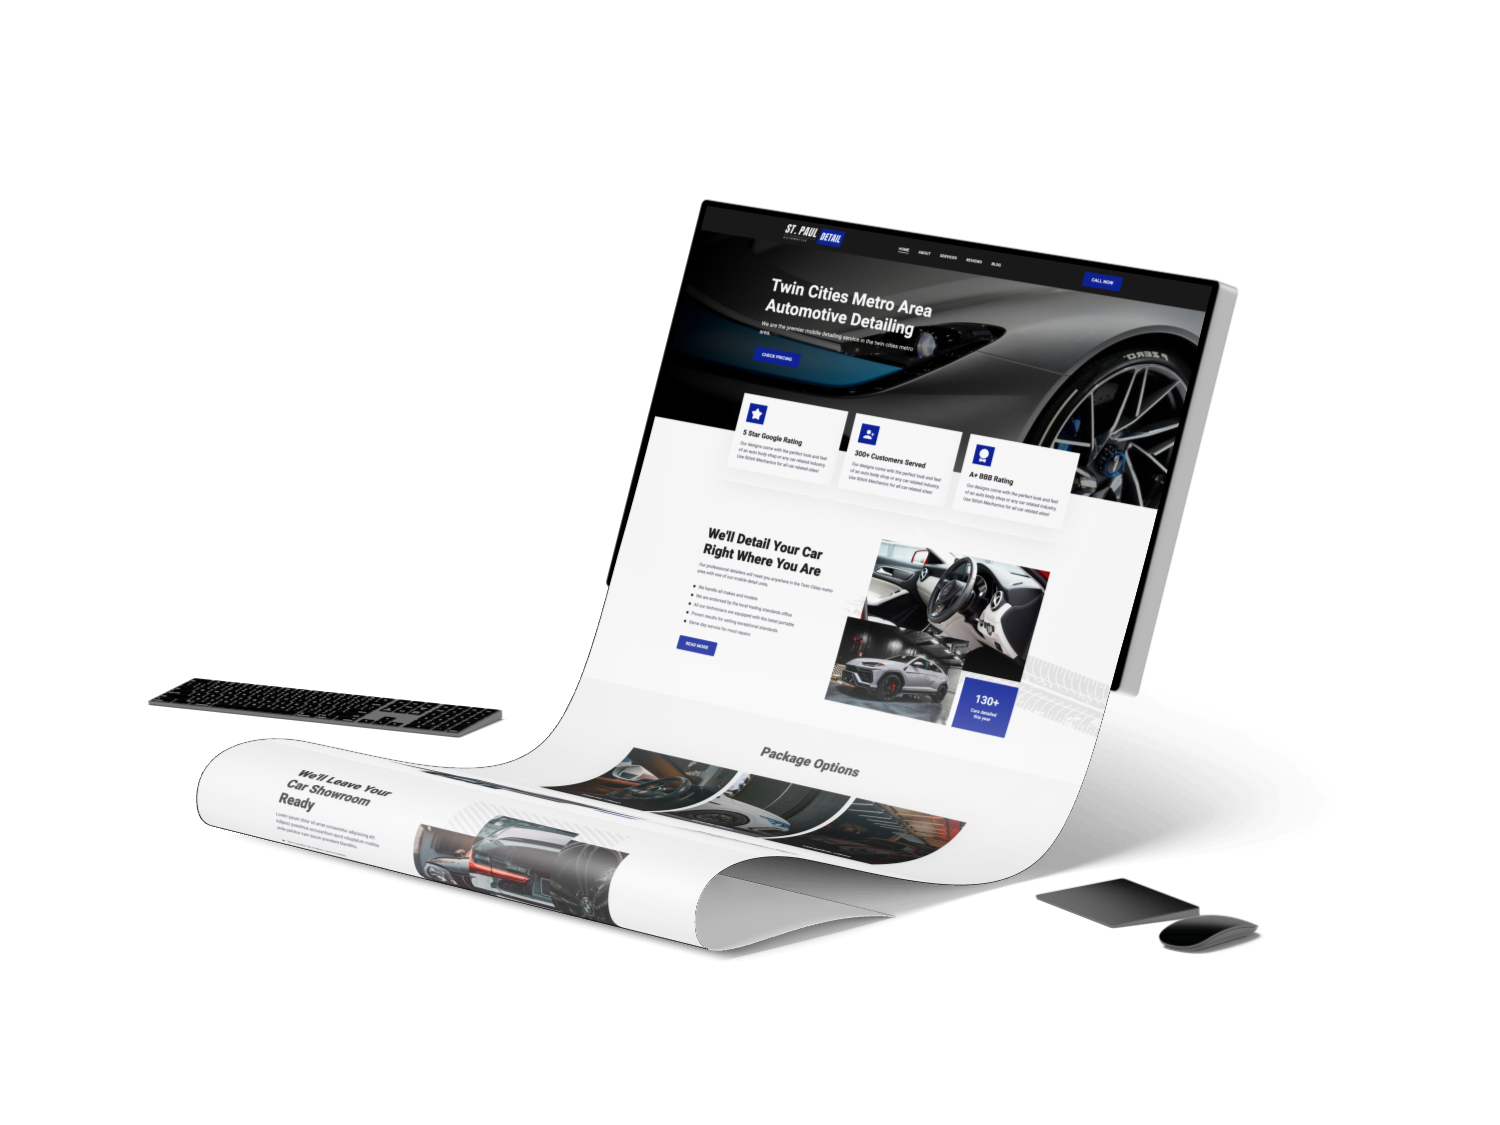 ST. PAUL DETAIL
AUTOMOTIVE
HOME ABOUT SERVICES REVIEWS BLOG
CALL NOW
Twin Cities Metro Area
Automotive Detailing
We are the premier mobile detailing service in the twin cities metro
area.
CHECK PRICING
P ZERO
5 Star Google Rating
Our designs come with the perfect look and feel
of an auto body shop or any car related industry.
Use Stitch Mechanics for all car related sites!
300+ Customers Served
Our designs come with the perfect look and feel
of an auto body shop or any car related industry.
Use Stitch Mechanics for all car related sites!
A+ BBB Rating
Our designs come with the perfect look and feel
of an auto body shop or any car related industry.
Use Stitch Mechanics for all car related sites!
We'll Detail Your Car
Right Where You Are
Our professional detailers will meet you anywhere in the Twin Cities metro
area with one of our mobile detail units.
We handle all makes and models
We are endorsed by the local trading standards office
All our technicians are equipped with the latest portable
Proven results for setting exceptional standards
Same day service for most repairs
READ MORE
130+
Cars detailed
this year
Package Options
We'll Leave Your
Car Showroom
Ready
Lorem ipsum dolor sit amet consectetur adipisicing elit.